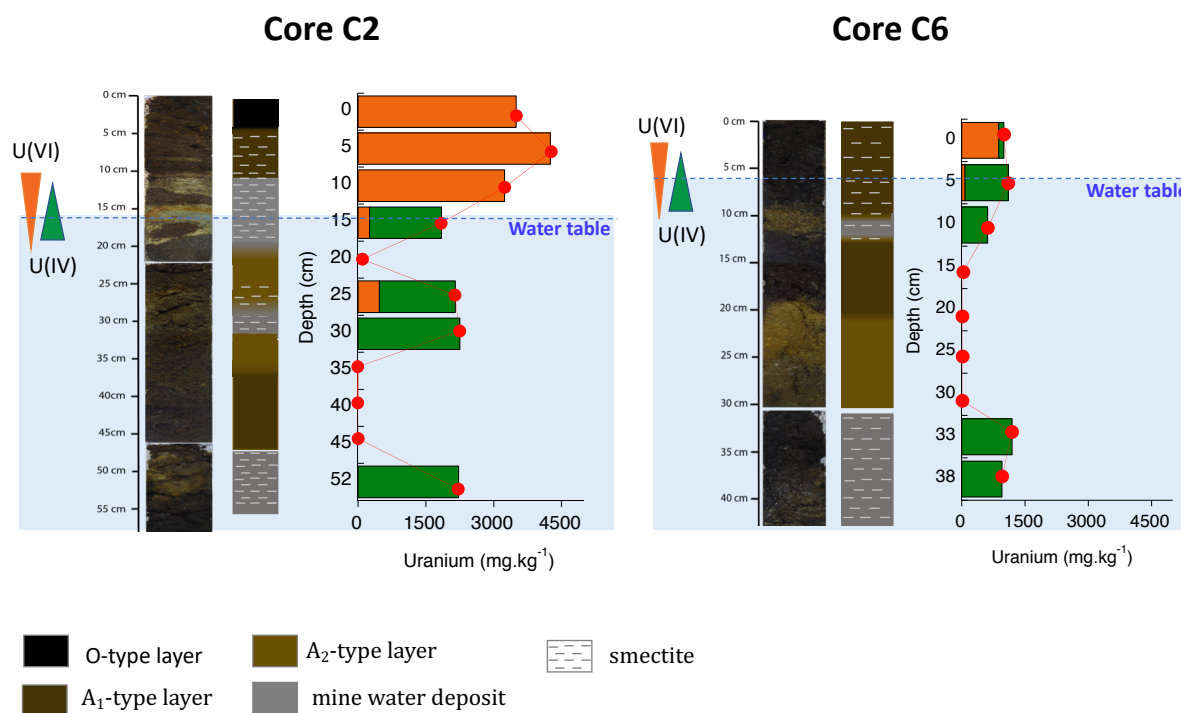 Core C2
Core C6
0 cm
5 cm
10 cm
15 cm
20 cm
25 cm
30 cm
35 cm
40cm
45cm
50 cm
55 cm
U(VI)
U(IV)
0
5
10
15
20
25
30
35
40
45
52
Depth (cm)
Water table
0
1500
3000
4500
Uranium (mg.kg⁻¹)
0 cm
5 cm
10 cm
15 cm
20 cm
25 cm
30 cm
35 cm
40 cm
U(VI)
U(IV)
0
5
10
15
20
25
30
33
38
Depth (cm)
Water table
0
1500
3000
4500
Uranium (mg.kg⁻¹)
O-type layer
A₂-type layer
smectite
A₁-type layer
mine water deposit